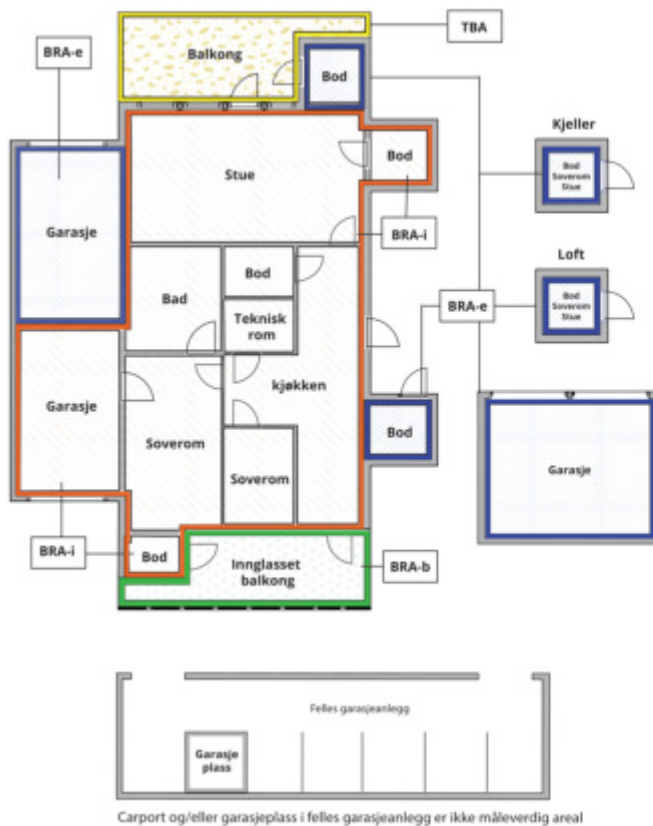 TBA
BRA-e
Balkong
Bod
Kjeller
Bod
Soverom
Stue
Bod
Stue
Garasje
BRA-i
Loft
Bod
Bad
Bod
Soverom
Stue
BRA-e
Teknisk
rom
Garasje
kjøkken
Bod
Soverom
Soverom
Garasje
BRA-i
Bod
Innglasset
balkong
BRA-b
Felles garasjeanlegg
Garasje
plass
Carport og/eller garasjeplass i felles garasjeanlegg er ikke måleverdig areal